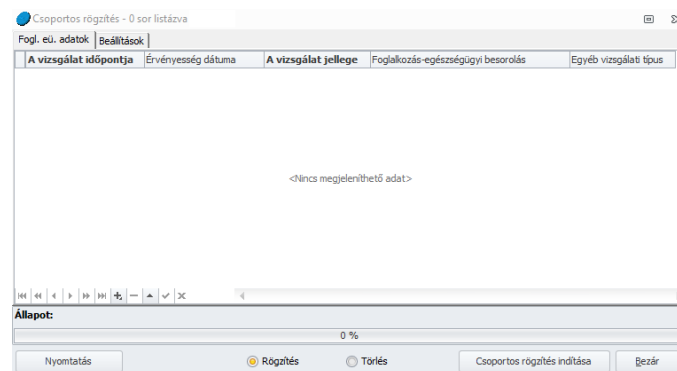 Csoportos rögzítés - 0 sor listázva
Fogl. eü. adatok Beállítások
A vizsgálat időpontja Érvényesség dátuma A vizsgálat jellege Foglalkozás-egészségügyi besorolás Egyéb vizsgálati típus
<Nincs megjeleníthető adat>
Állapot:
0 %
Nyomtatás Rögzítés Törlés Csoportos rögzítés indítása Bezár